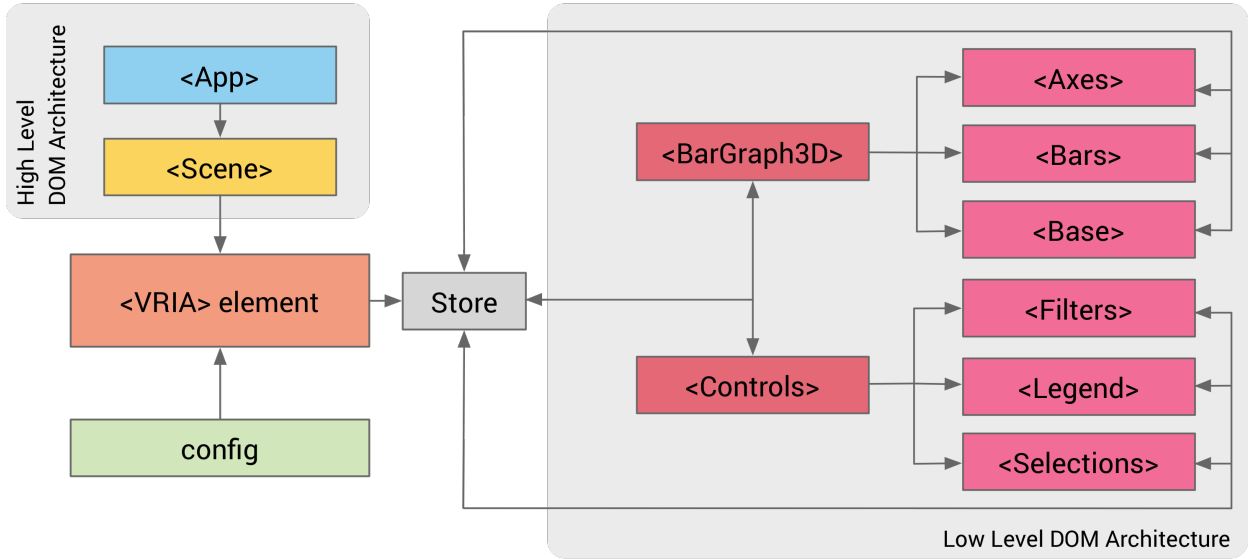 High Level
DOM Architecture
<App>
<Scene>
<VRIA> element
config
Store
<BarGraph3D>
<Controls>
<Axes>
<Bars>
<Base>
<Filters>
<Legend>
<Selections>
Low Level DOM Architecture